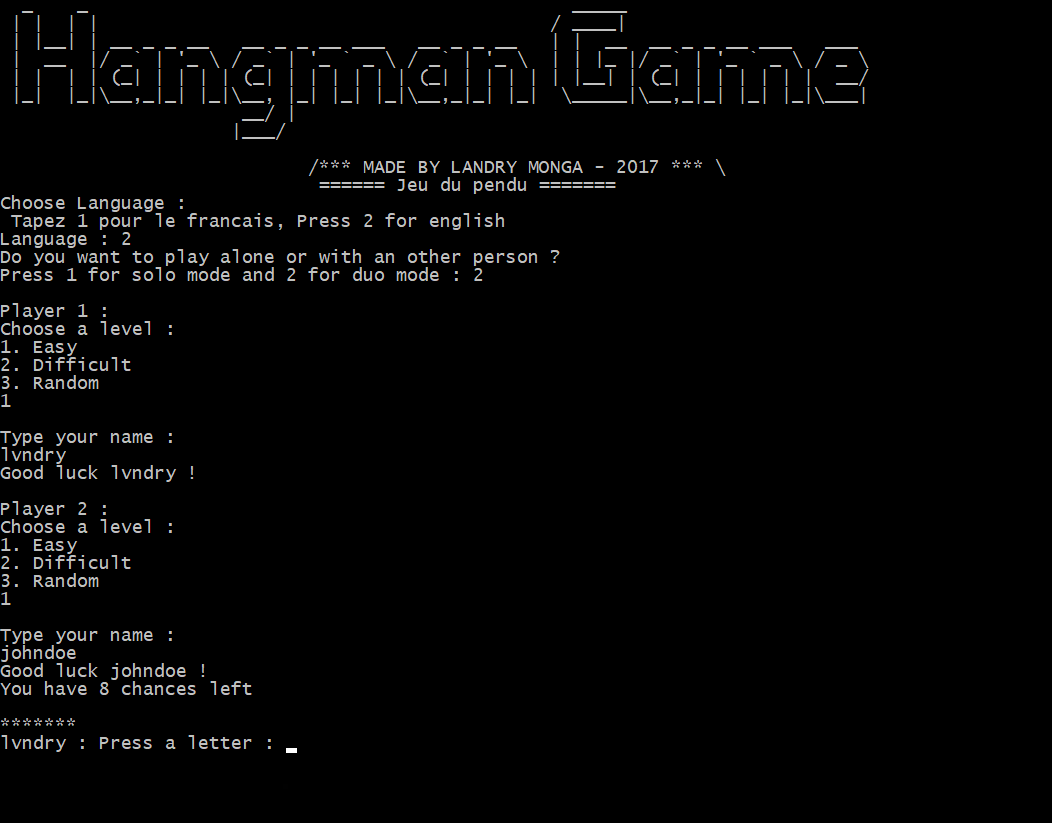 Hangman Game
/*** MADE BY LANDRY MONGA - 2017 *** \
====== Jeu du pendu =======
Choose Language :
Tapez 1 pour le francais, Press 2 for english
Language : 2
Do you want to play alone or with an other person ?
Press 1 for solo mode and 2 for duo mode : 2
Player 1 :
Choose a level :
1. Easy
2. Difficult
3. Random
1
Type your name :
lvndry
Good luck lvndry !
Player 2 :
Choose a level :
1. Easy
2. Difficult
3. Random
1
Type your name :
johndoe
Good luck johndoe !
You have 8 chances left
*******
lvndry : Press a letter :